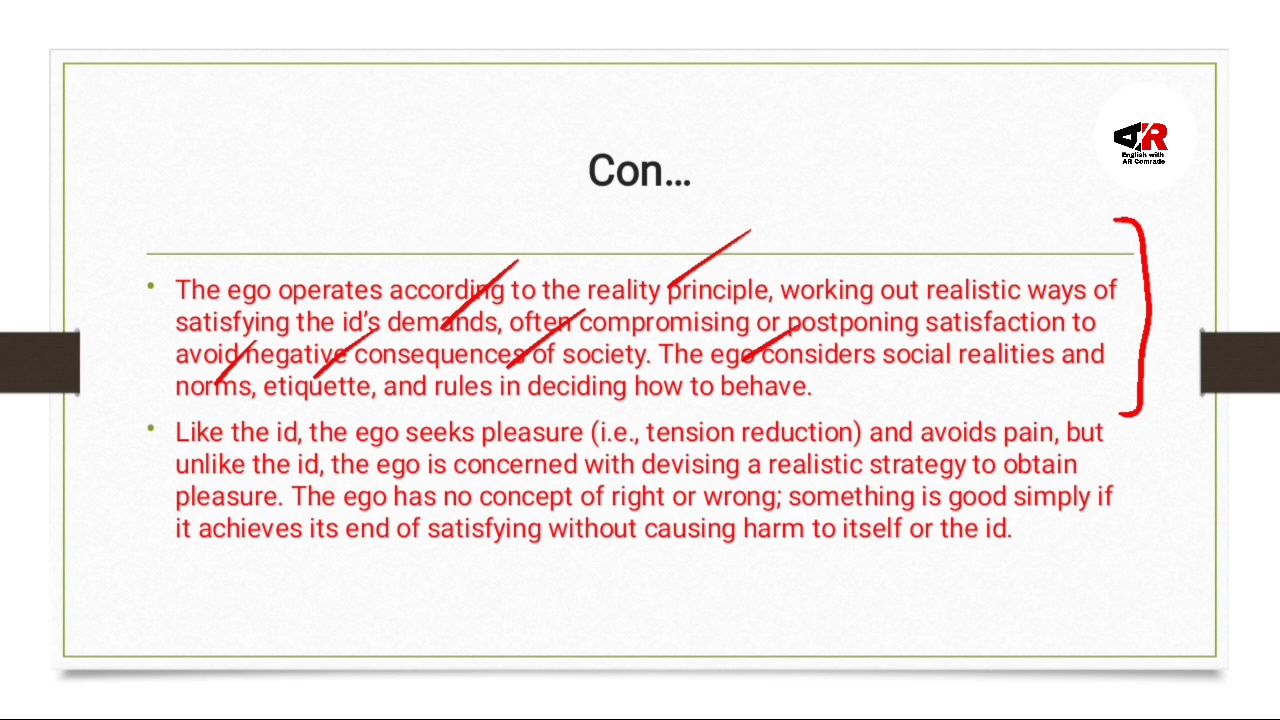 AR
English with
AR Comrade
Con...
• The ego operates according to the reality principle, working out realistic ways of
satisfying the id’s demands, often compromising or postponing satisfaction to
avoid negative consequences of society. The ego considers social realities and
norms, etiquette, and rules in deciding how to behave.
• Like the id, the ego seeks pleasure (i.e., tension reduction) and avoids pain, but
unlike the id, the ego is concerned with devising a realistic strategy to obtain
pleasure. The ego has no concept of right or wrong; something is good simply if
it achieves its end of satisfying without causing harm to itself or the id.